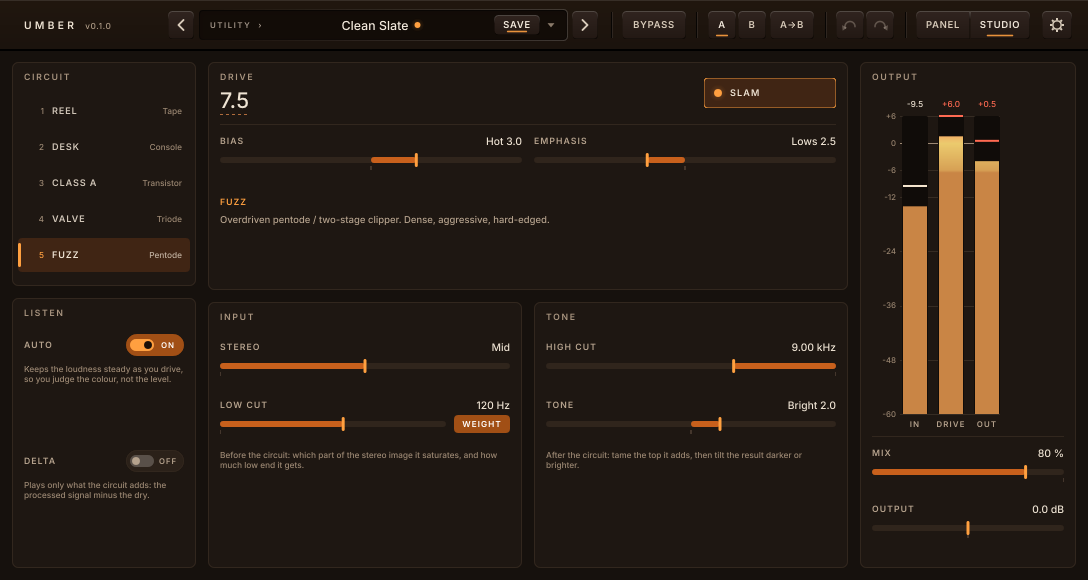 UMBER v0.1.0
UTILITY › Clean Slate SAVE
BYPASS
A B A→B
PANEL STUDIO
CIRCUIT
1 REEL Tape
2 DESK Console
3 CLASS A Transistor
4 VALVE Triode
5 FUZZ Pentode
LISTEN
AUTO ON
Keeps the loudness steady as you drive,
so you judge the colour, not the level.
DELTA OFF
Plays only what the circuit adds: the
processed signal minus the dry.
DRIVE
7.5
SLAM
BIAS Hot 3.0
EMPHASIS Lows 2.5
FUZZ
Overdriven pentode / two-stage clipper. Dense, aggressive, hard-edged.
INPUT
STEREO Mid
LOW CUT 120 Hz
WEIGHT
Before the circuit: which part of the stereo image it saturates, and how
much low end it gets.
TONE
HIGH CUT 9.00 kHz
TONE Bright 2.0
After the circuit: tame the top it adds, then tilt the result darker or
brighter.
OUTPUT
-9.5 +6.0 +0.5
+6
0
-6
-12
-24
-36
-48
-60
IN DRIVE OUT
MIX 80 %
OUTPUT 0.0 dB